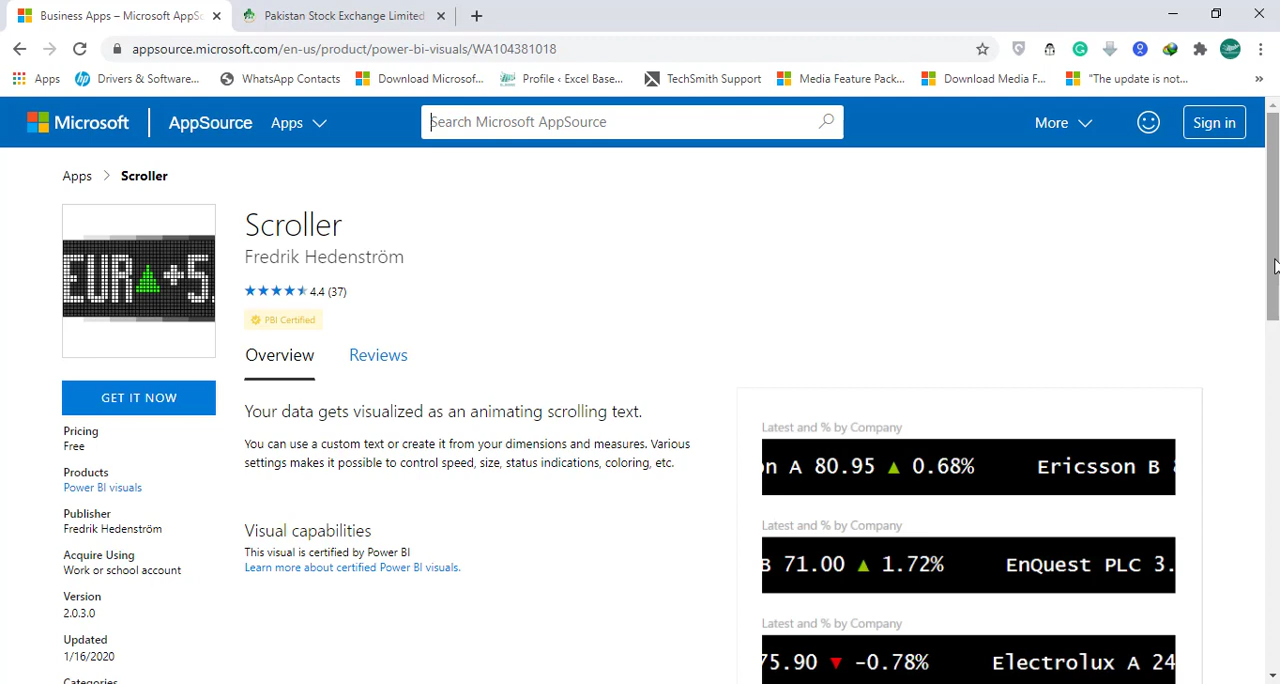 Business Apps – Microsoft AppSo
Pakistan Stock Exchange Limited
appsource.microsoft.com/en-us/product/power-bi-visuals/WA104381018
Apps
Drivers & Software...
WhatsApp Contacts
Download Microsof...
Profile ‹ Excel Base...
TechSmith Support
Media Feature Pack...
Download Media F...
"The update is not...
»
Microsoft
AppSource
Apps
Search Microsoft AppSource
More
Sign in
Apps > Scroller
EUR ▲ +5.
Scroller
Fredrik Hedenström
4.4 (37)
PBI Certified
Overview
Reviews
GET IT NOW
Your data gets visualized as an animating scrolling text.
You can use a custom text or create it from your dimensions and measures. Various
settings makes it possible to control speed, size, status indications, coloring, etc.
Visual capabilities
This visual is certified by Power BI
Learn more about certified Power BI visuals.
Pricing
Free
Products
Power BI visuals
Publisher
Fredrik Hedenström
Acquire Using
Work or school account
Version
2.0.3.0
Updated
1/16/2020
Categories
Latest and % by Company
on A 80.95 ▲ 0.68% Ericsson B
Latest and % by Company
B 71.00 ▲ 1.72% EnQuest PLC 3.
Latest and % by Company
75.90 ▼ -0.78% Electrolux A 24